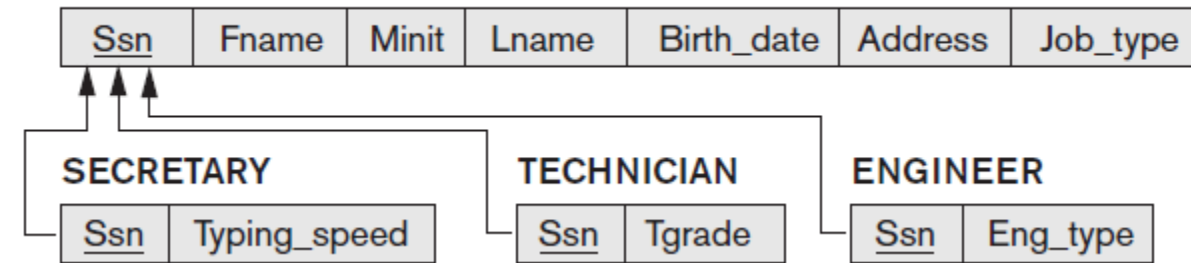 Ssn Fname Minit Lname Birth_date Address Job_type
SECRETARY TECHNICIAN ENGINEER
Ssn Typing_speed Ssn Tgrade Ssn Eng_type